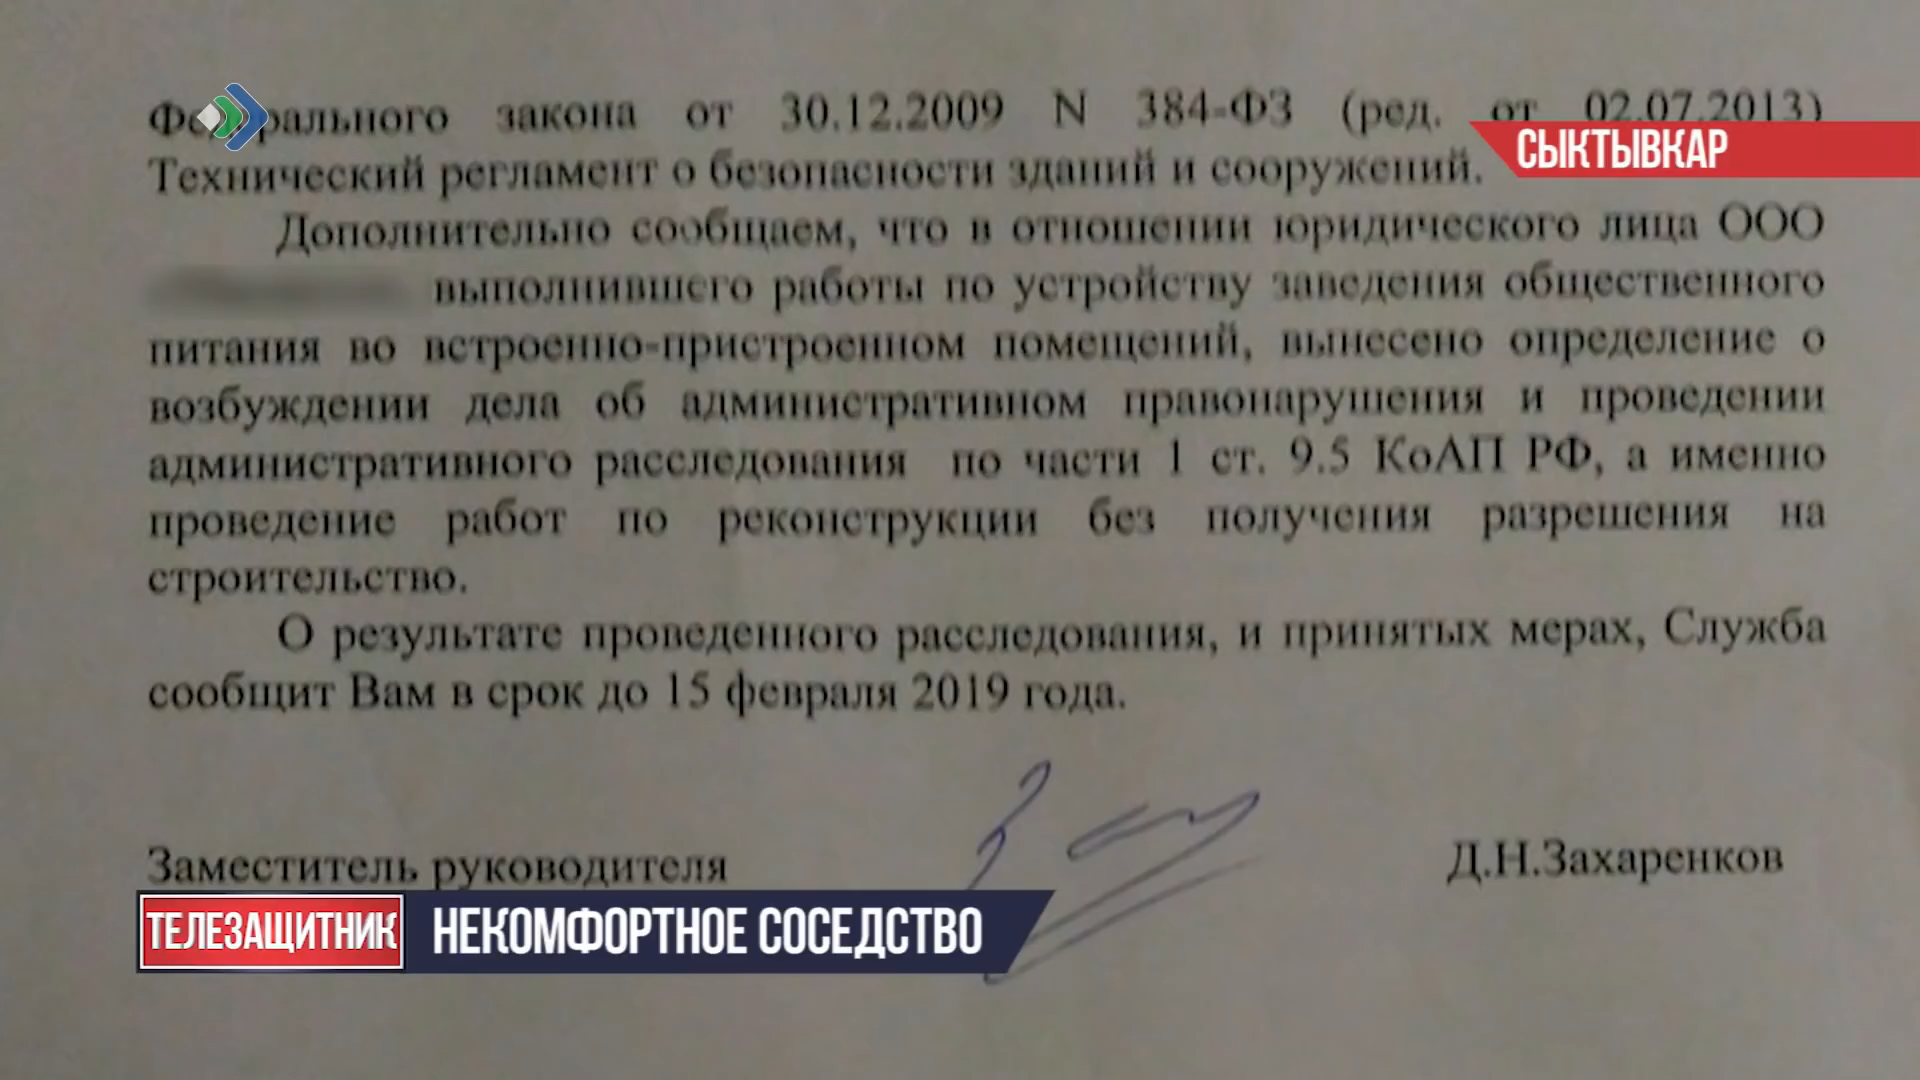 Федерального закона от 30.12.2009 N 384-ФЗ (ред. от 02.07.2013)
СЫКТЫВКАР
Технический регламент о безопасности зданий и сооружений.
Дополнительно сообщаем, что в отношении юридического лица ООО
выполнившего работы по устройству заведения общественного
питания во встроенно-пристроенном помещений, вынесено определение о
возбуждении дела об административном правонарушения и проведении
административного расследования по части 1 ст. 9.5 КоАП РФ, а именно
проведение работ по реконструкции без получения разрешения на
строительство.
О результате проведенного расследования, и принятых мерах, Служба
сообщит Вам в срок до 15 февраля 2019 года.
Заместитель руководителя Д.Н.Захаренков
ТЕЛЕЗАЩИТНИК НЕКОМФОРТНОЕ СОСЕДСТВО